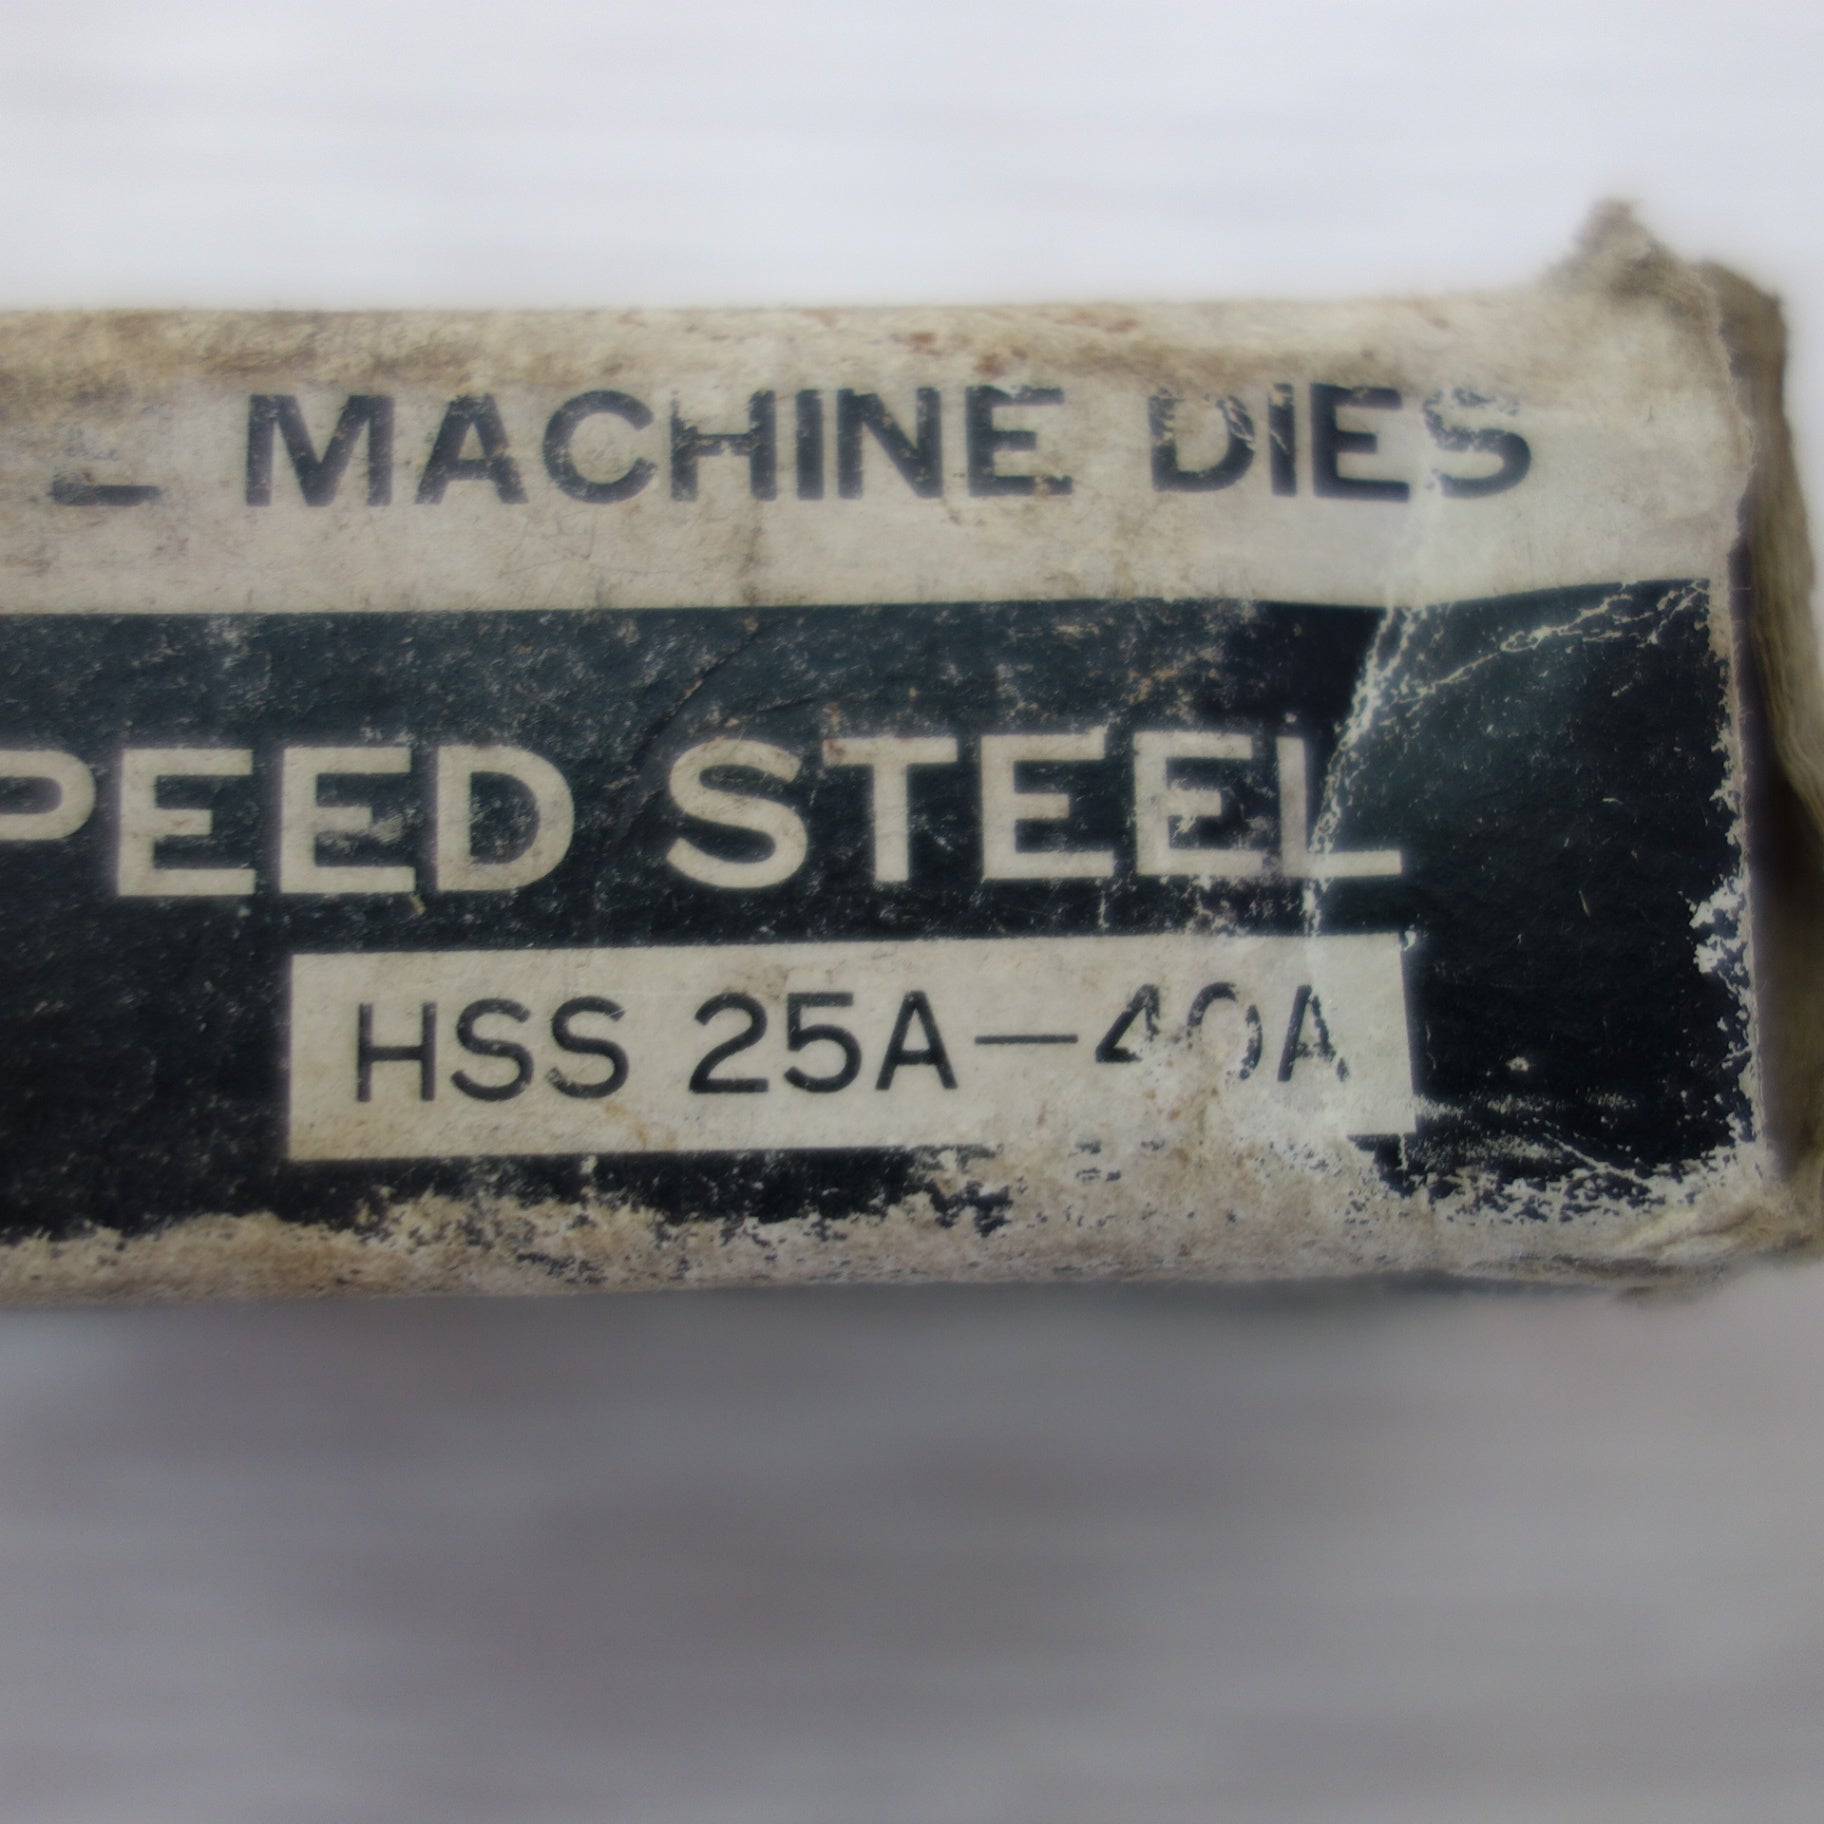 MACHINE DIES
PEED STEEL
HSS 25A—40A